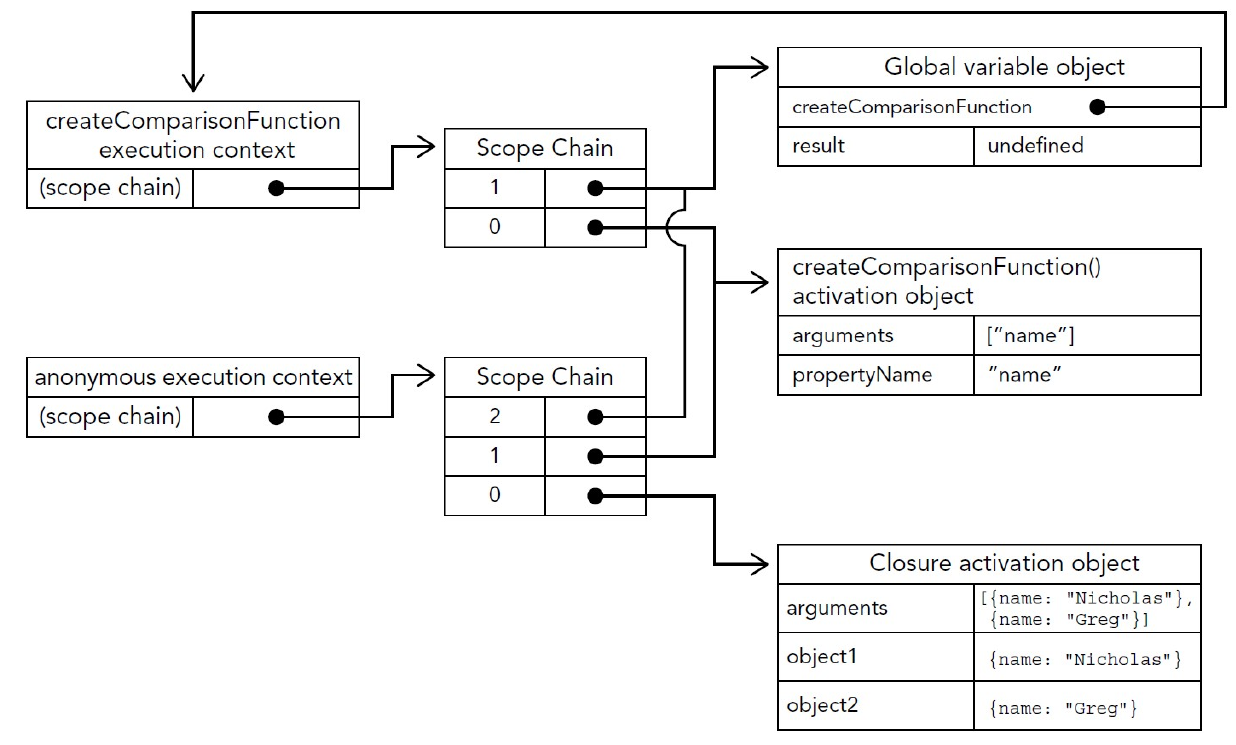 createComparisonFunction
execution context
(scope chain)
Scope Chain
1
0
Global variable object
createComparisonFunction
result undefined
createComparisonFunction()
activation object
arguments [”name”]
propertyName ”name”
anonymous execution context
(scope chain)
Scope Chain
2
1
0
Closure activation object
arguments [{name: "Nicholas"},
{name: "Greg"}]
object1 {name: "Nicholas"}
object2 {name: "Greg"}